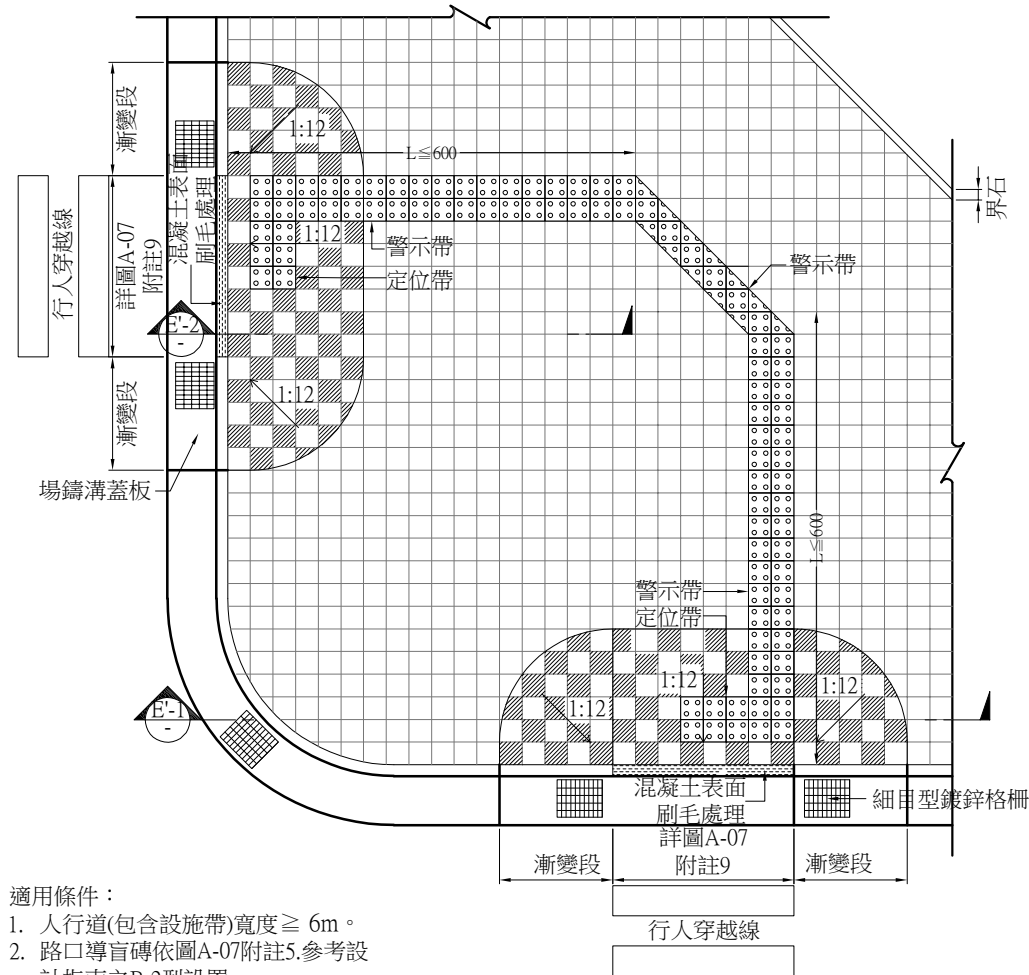 漸變段
1:12
L≦600
混凝土表面
刷毛處理
行人穿越線
詳圖A-07
附註9
1:12
警示帶
定位帶
警示帶
界石
E'-2
-
漸變段
1:12
場鑄溝蓋板
L≦600
警示帶
定位帶
1:12
1:12
1:12
E'-1
-
混凝土表面
刷毛處理
詳圖A-07
附註9
細目型鍍鋅格柵
漸變段
漸變段
行人穿越線
適用條件:
1. 人行道(包含設施帶)寬度≧ 6m。
2. 路口導盲磚依圖A-07附註5.參考設